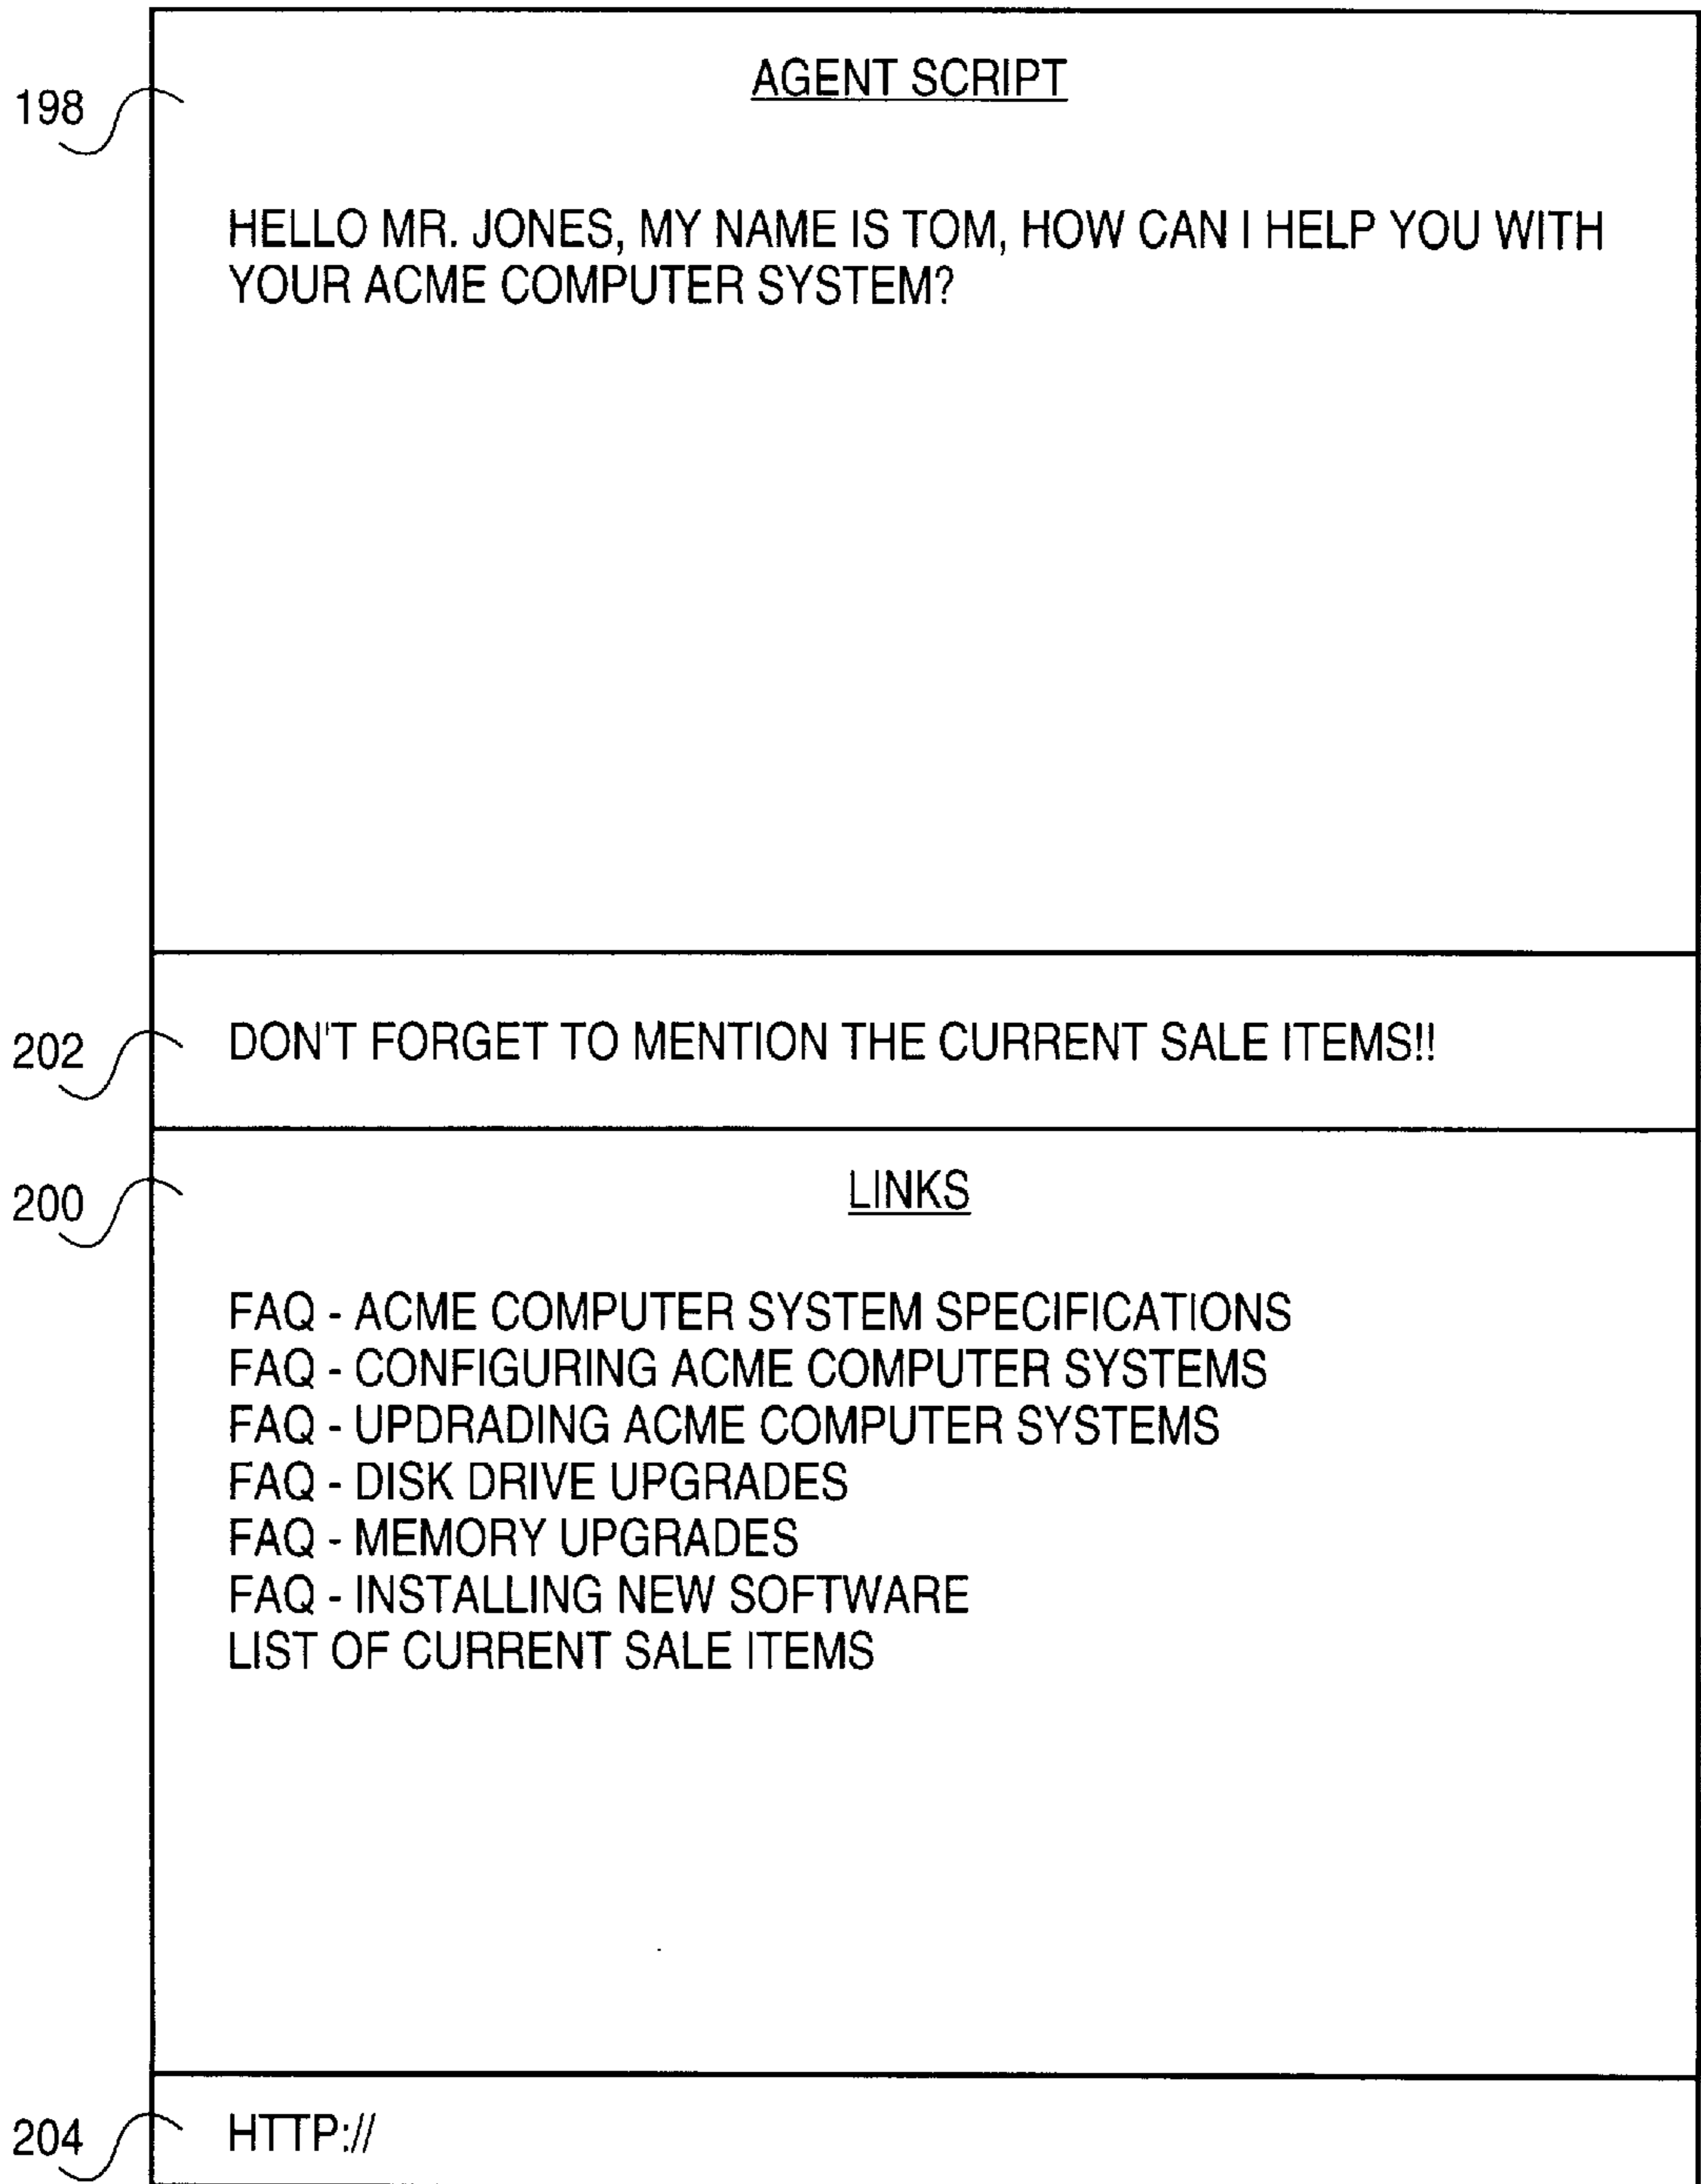 AGENT SCRIPT
198
HELLO MR. JONES, MY NAME IS TOM, HOW CAN I HELP YOU WITH
YOUR ACME COMPUTER SYSTEM?
202
DON'T FORGET TO MENTION THE CURRENT SALE ITEMS!!
200
LINKS
FAQ - ACME COMPUTER SYSTEM SPECIFICATIONS
FAQ - CONFIGURING ACME COMPUTER SYSTEMS
FAQ - UPDRADING ACME COMPUTER SYSTEMS
FAQ - DISK DRIVE UPGRADES
FAQ - MEMORY UPGRADES
FAQ - INSTALLING NEW SOFTWARE
LIST OF CURRENT SALE ITEMS
204
HTTP://